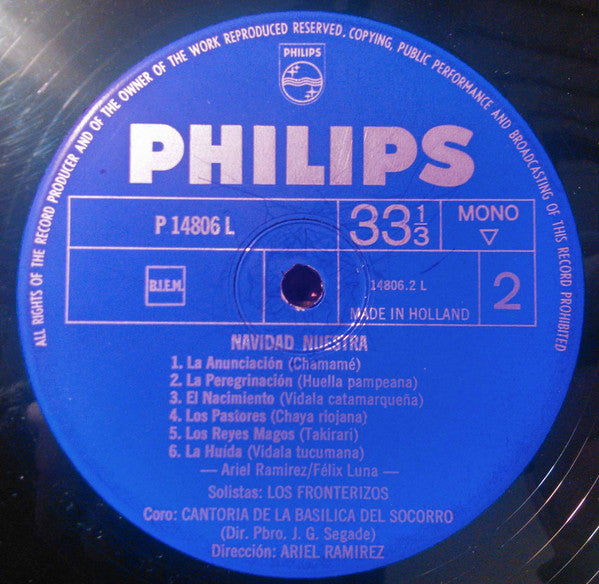 ALL RIGHTS OF THE RECORD PRODUCER AND OF THE OWNER OF THE WORK REPRODUCED RESERVED. COPYING, PUBLIC PERFORMANCE AND BROADCASTING OF THIS RECORD PROHIBITED
PHILIPS
PHILIPS
P 14806 L
33 1/3
MONO
▽
B.I.E.M.
14806.2 L
MADE IN HOLLAND
2
NAVIDAD NUESTRA
1. La Anunciación (Chamamé)
2. La Peregrinación (Huella pampeana)
3. El Nacimiento (Vidala catamarqueña)
4. Los Pastores (Chaya riojana)
5. Los Reyes Magos (Takirari)
6. La Huída (Vidala tucumana)
— Ariel Ramirez/Félix Luna —
Solistas: LOS FRONTERIZOS
Coro: CANTORIA DE LA BASILICA DEL SOCORRO
(Dir. Pbro. J. G. Segade)
Dirección: ARIEL RAMIREZ